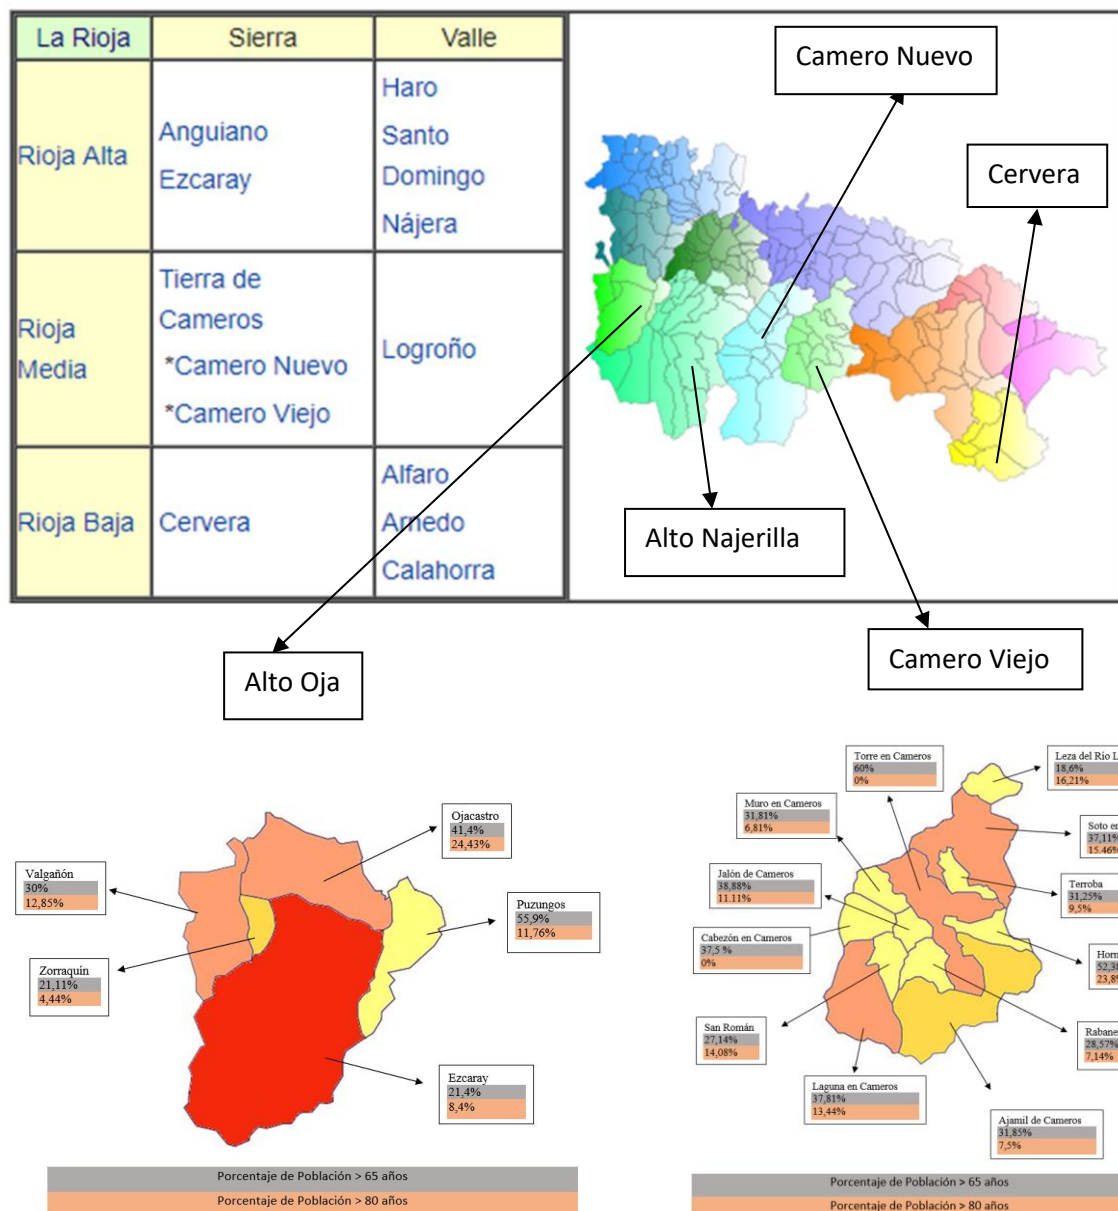 La Rioja Sierra Valle
Rioja Alta
Anguiano
Ezcaray
Haro
Santo
Domingo
Nájera
Rioja
Media
Tierra de
Cameros
*Camero Nuevo
*Camero Viejo
Logroño
Rioja Baja
Cervera
Alfaro
Arnedo
Calahorra
Camero Nuevo
Cervera
Alto Najerilla
Camero Viejo
Alto Oja
Ojacastro
41,4%
24,43%
Valgañón
30%
12,85%
Puzungos
55,9%
11,76%
Zorraquín
21,11%
4,44%
Ezcaray
21,4%
8,4%
Porcentaje de Población > 65 años
Porcentaje de Población > 80 años
Torre en Cameros
60%
0%
Leza del Río L
18,6%
16,21%
Muro en Cameros
31,81%
6,81%
Soto en
37,11%
15.46%
Jalón de Cameros
38,88%
11.11%
Terroba
31,25%
9,5%
Cabezón en Cameros
37,5 %
0%
Horn
52,38
23,8%
San Román
27,14%
14,08%
Rabane
28,57%
7,14%
Laguna en Cameros
37,81%
13,44%
Ajamil de Cameros
31,85%
7,5%
Porcentaje de Población > 65 años
Porcentaje de Población > 80 años